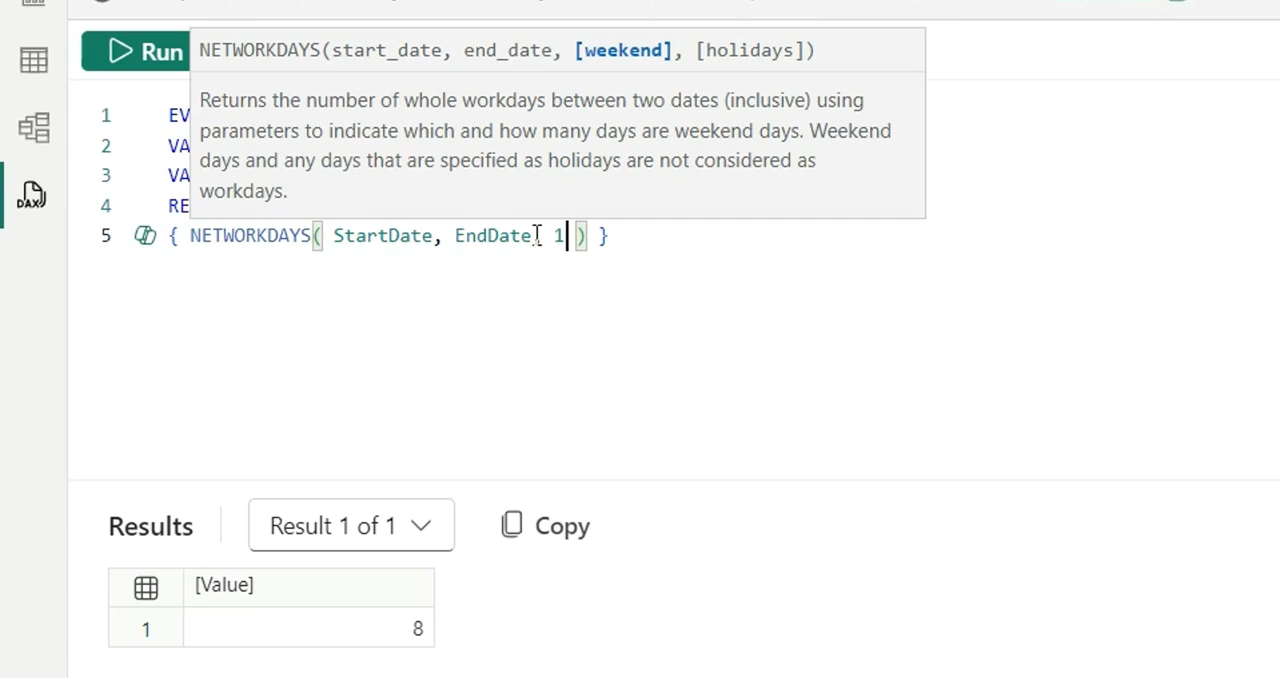 Run
NETWORKDAYS(start_date, end_date, [weekend], [holidays])
Returns the number of whole workdays between two dates (inclusive) using
parameters to indicate which and how many days are weekend days. Weekend
days and any days that are specified as holidays are not considered as
workdays.
1 EV
2 VA
3 VA
4 RE
5 { NETWORKDAYS( StartDate, EndDate, 1 ) }
DAX
Results
Result 1 of 1
Copy
[Value]
1 8